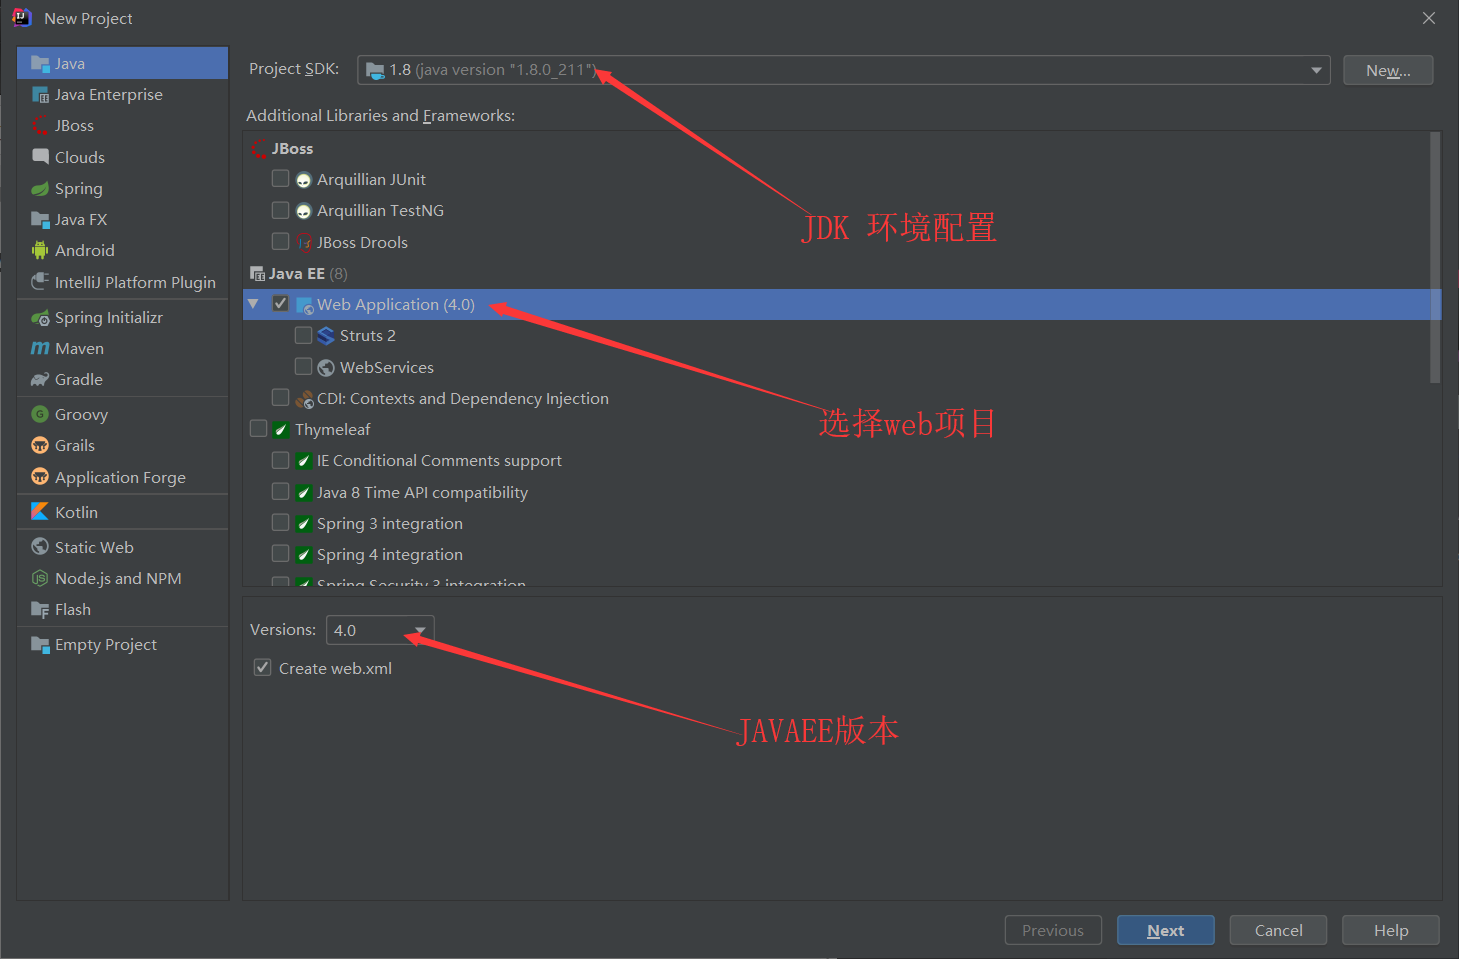 New Project
Java
Java Enterprise
JBoss
Clouds
Spring
Java FX
Android
IntelliJ Platform Plugin
Spring Initializr
Maven
Gradle
Groovy
Grails
Application Forge
Kotlin
Static Web
Node.js and NPM
Flash
Empty Project
Project SDK: 1.8 (java version "1.8.0_211") New...
Additional Libraries and Frameworks:
JBoss
Arquillian JUnit
Arquillian TestNG
JBoss Drools
JDK 环境配置
Java EE (8)
Web Application (4.0)
Struts 2
WebServices
CDI: Contexts and Dependency Injection
选择web项目
Thymeleaf
IE Conditional Comments support
Java 8 Time API compatibility
Spring 3 integration
Spring 4 integration
Spring Security 3 integration
Versions: 4.0
Create web.xml
JAVAEE版本
Previous Next Cancel Help